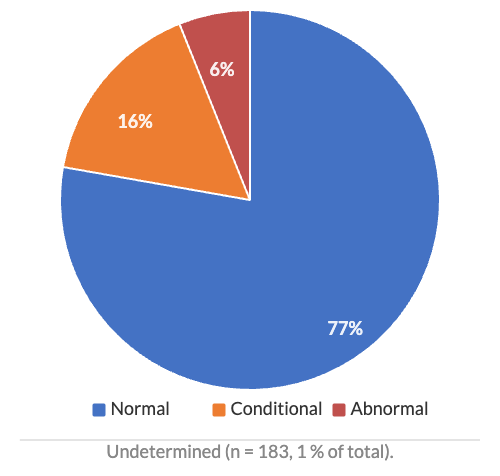 6%
16%
77%
Normal Conditional Abnormal
Undetermined (n = 183, 1 % of total).